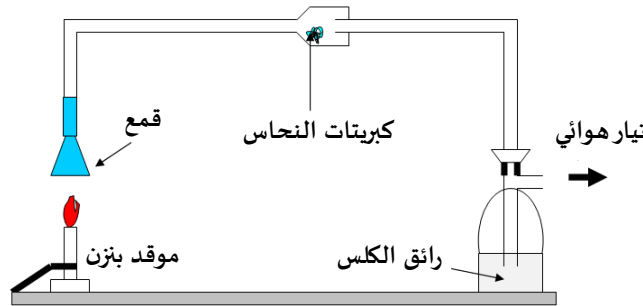 قمع
كبريتات النحاس
تيار هوائي
موقد بنزن
رائق الكلس